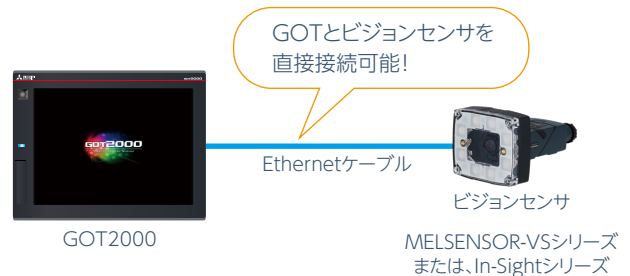 GOTとビジョンセンサを
直接接続可能!
GOT2000
Ethernetケーブル
GOT2000
ビジョンセンサ
MELSENSOR-VSシリーズ
または、In-Sightシリーズ